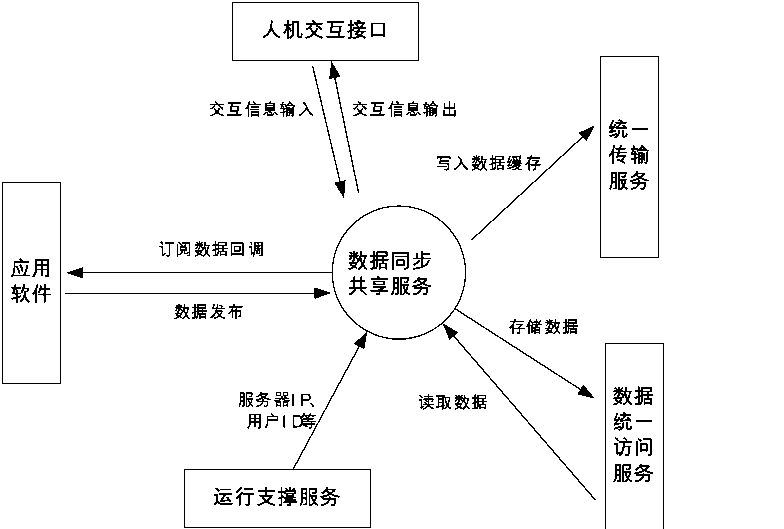 人机交互接口
交互信息输入
交互信息输出
统一
传输
服务
写入数据缓存
订阅数据回调
应用
软件
数据同步
共享服务
数据发布
存储数据
服务器IP、
用户ID等
读取数据
数据
统一
访问
服务
运行支撑服务